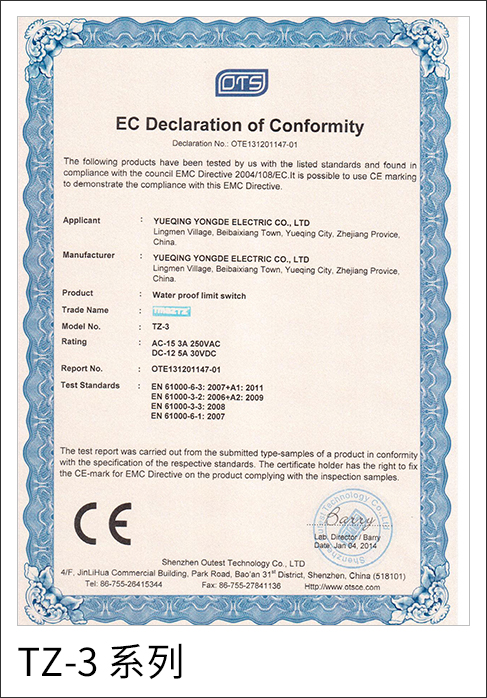 OTS
EC Declaration of Conformity
Declaration No.: OTE131201147-01
The following products have been tested by us with the listed standards and found in
compliance with the council EMC Directive 2004/108/EC.It is possible to use CE marking
to demonstrate the compliance with this EMC Directive.
Applicant : YUEQING YONGDE ELECTRIC CO., LTD
Lingmen Village, Beibaixiang Town, Yueqing City, Zhejiang Provice,
China.
Manufacturer : YUEQING YONGDE ELECTRIC CO., LTD
Lingmen Village, Beibaixiang Town, Yueqing City, Zhejiang Provice,
China.
Product : Water proof limit switch
Trade Name :
Model No. : TZ-3
Rating : AC-15 3A 250VAC
DC-12 5A 30VDC
Report No. : OTE131201147-01
Test Standards : EN 61000-6-3: 2007+A1: 2011
EN 61000-3-2: 2006+A2: 2009
EN 61000-3-3: 2008
EN 61000-6-1: 2007
The test report was carried out from the submitted type-samples of a product in conformity
with the specification of the respective standards. The certificate holder has the right to fix
the CE-mark for EMC Directive on the product complying with the inspection samples.
CE
Barry
Lab. Director / Barry
Date: Jan 04, 2014
Shenzhen Outest Technology Co., LTD
4/F, JinLiHua Commercial Building, Park Road, Bao'an 31st District, Shenzhen, China (518101)
Tel: 86-755-26415344 Fax: 86-755-27841136 Http://www.otsce.com
TZ-3 系列